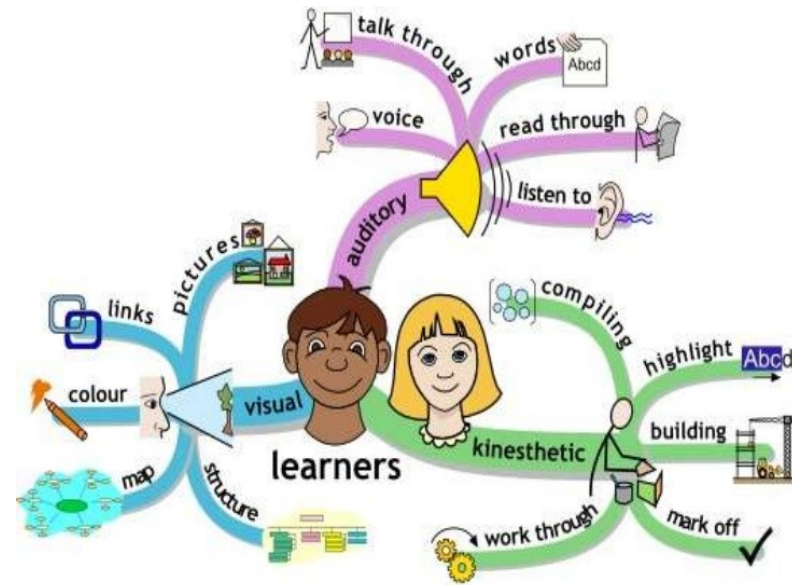 talk through
words
Abcd
voice
read through
listen to
auditory
pictures
links
colour
visual
map
structure
learners
compiling
highlight
Abcd
building
kinesthetic
work through
mark off